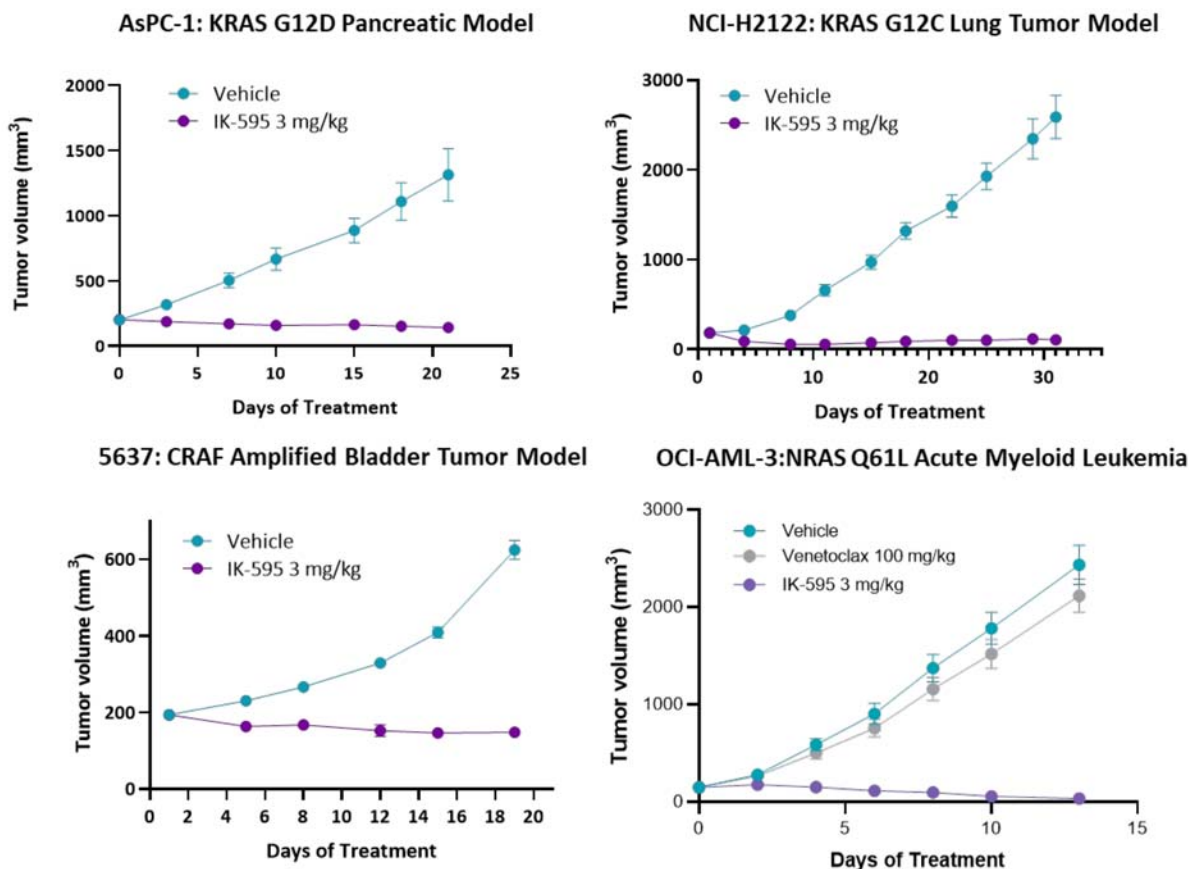 AsPC-1: KRAS G12D Pancreatic Model
Tumor volume (mm³)
2000
1500
1000
500
0
Vehicle
IK-595 3 mg/kg
0 5 10 15 20 25
Days of Treatment
NCI-H2122: KRAS G12C Lung Tumor Model
Tumor volume (mm³)
3000
2000
1000
0
Vehicle
IK-595 3 mg/kg
0 10 20 30
Days of Treatment
5637: CRAF Amplified Bladder Tumor Model
Tumor volume (mm³)
600
400
200
0
Vehicle
IK-595 3 mg/kg
0 2 4 6 8 10 12 14 16 18 20
Days of Treatment
OCI-AML-3:NRAS Q61L Acute Myeloid Leukemia
Tumor volume (mm³)
3000
2000
1000
0
Vehicle
Venetoclax 100 mg/kg
IK-595 3 mg/kg
0 5 10 15
Days of Treatment